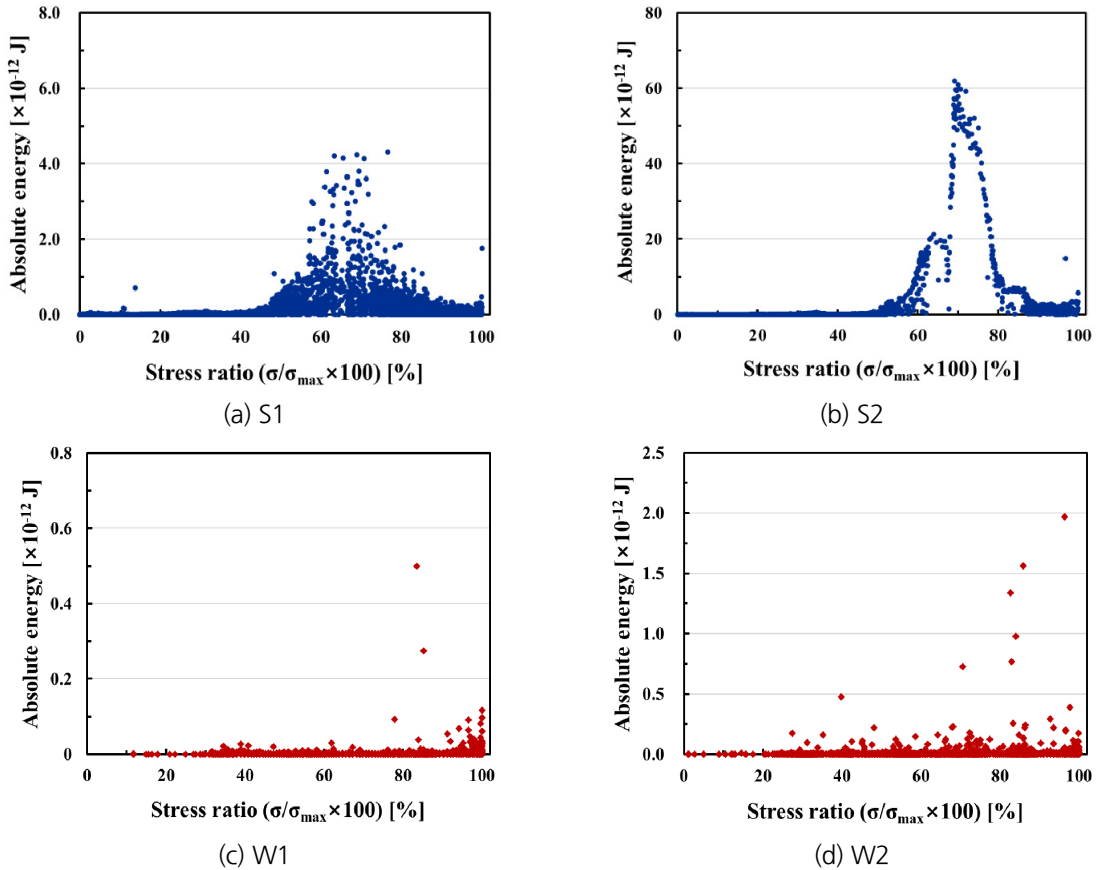 Absolute energy [×10⁻¹² J]
8.0
6.0
4.0
2.0
0.0
0 20 40 60 80 100
Stress ratio (σ/σmax×100) [%]
(a) S1
Absolute energy [×10⁻¹² J]
80
60
40
20
0
0 20 40 60 80 100
Stress ratio (σ/σmax×100) [%]
(b) S2
Absolute energy [×10⁻¹² J]
0.8
0.6
0.4
0.2
0
0 20 40 60 80 100
Stress ratio (σ/σmax×100) [%]
(c) W1
Absolute energy [×10⁻¹² J]
2.5
2.0
1.5
1.0
0.5
0.0
0 20 40 60 80 100
Stress ratio (σ/σmax×100) [%]
(d) W2